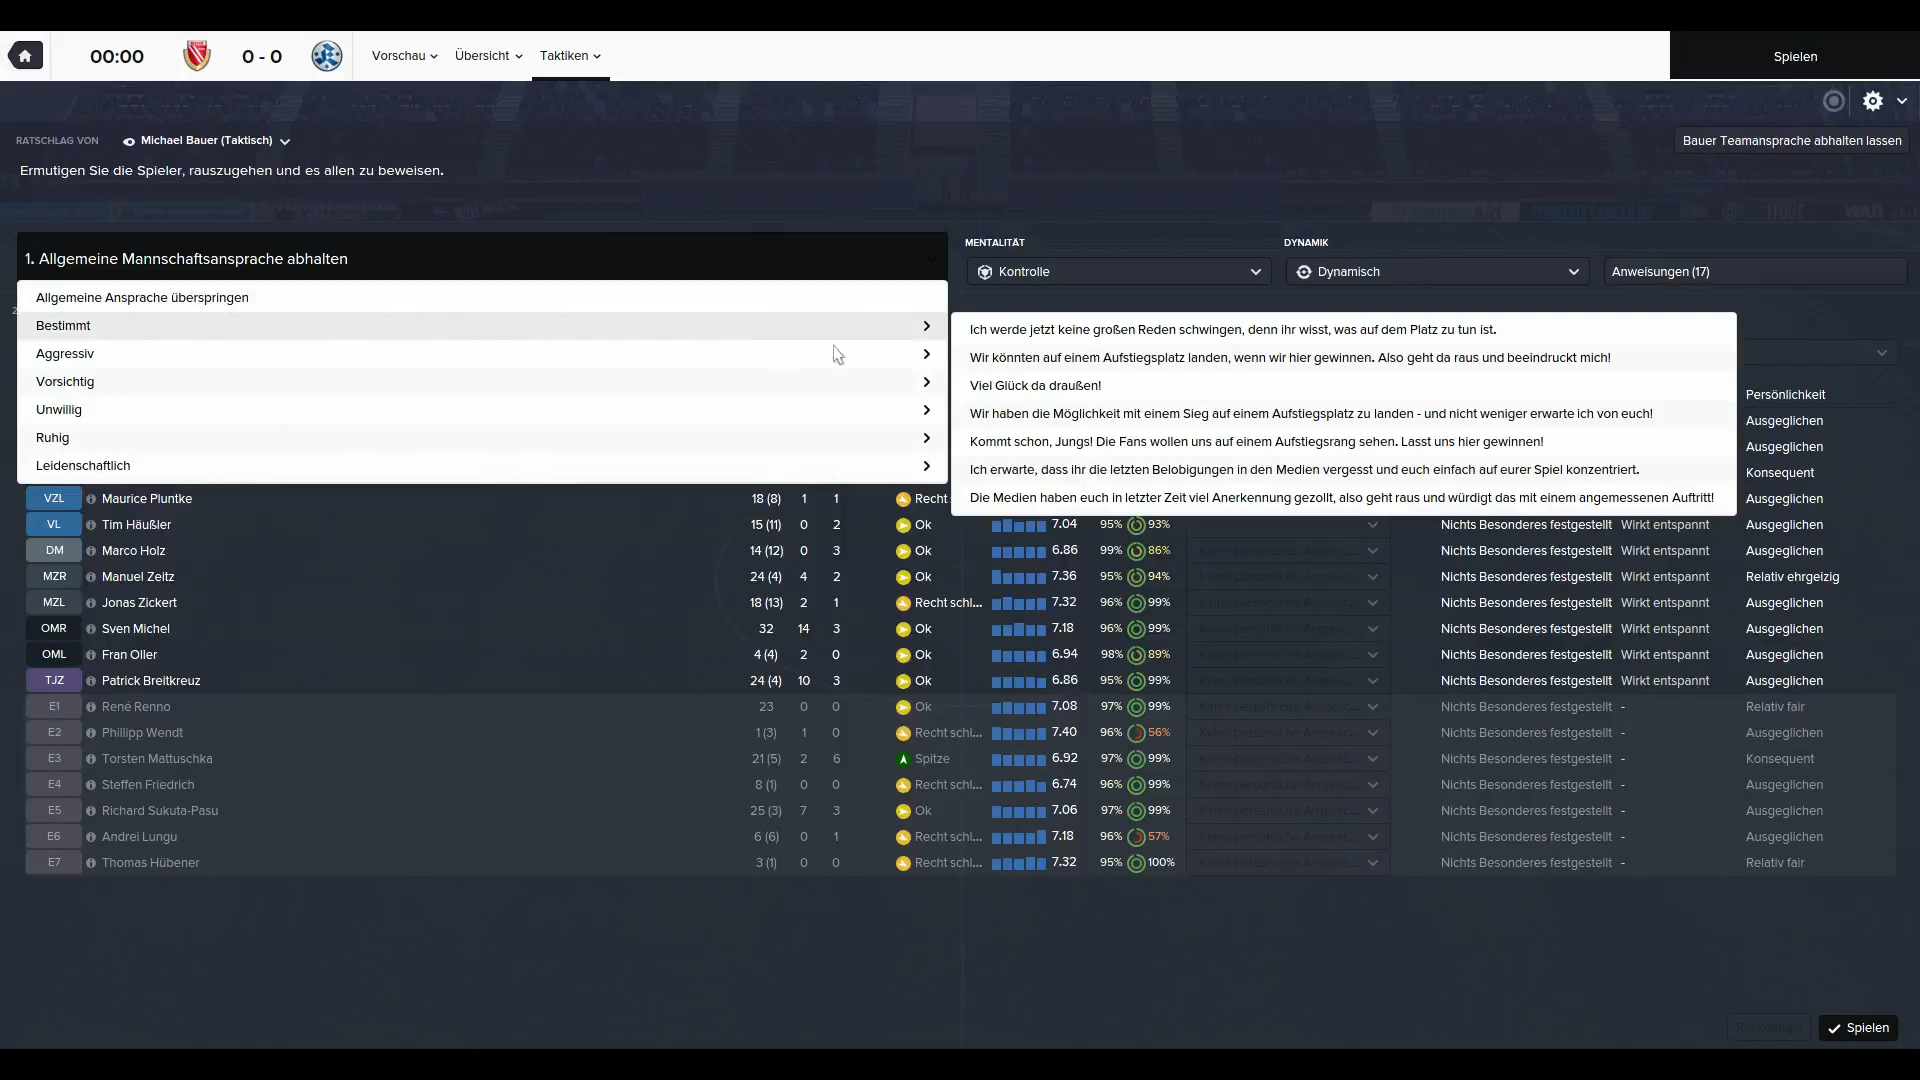 00:00 0 - 0 Vorschau Übersicht Taktiken Spielen
RATSCHLAG VON Michael Bauer (Taktisch) Bauer Teamansprache abhalten lassen
Ermutigen Sie die Spieler, rauszugehen und es allen zu beweisen.
MENTALITÄT DYNAMIK
1. Allgemeine Mannschaftsansprache abhalten
Kontrolle Dynamisch Anweisungen (17)
Allgemeine Ansprache überspringen
Bestimmt
Aggressiv
Vorsichtig
Unwillig
Ruhig
Leidenschaftlich
Ich werde jetzt keine großen Reden schwingen, denn ihr wisst, was auf dem Platz zu tun ist.
Wir könnten auf einem Aufstiegsplatz landen, wenn wir hier gewinnen. Also geht da raus und beeindruckt mich!
Viel Glück da draußen!
Wir haben die Möglichkeit mit einem Sieg auf einem Aufstiegsplatz zu landen - und nicht weniger erwarte ich von euch!
Kommt schon, Jungs! Die Fans wollen uns auf einem Aufstiegsrang sehen. Lasst uns hier gewinnen!
Ich erwarte, dass ihr die letzten Belobigungen in den Medien vergesst und euch einfach auf eurer Spiel konzentriert.
Die Medien haben euch in letzter Zeit viel Anerkennung gezollt, also geht raus und würdigt das mit einem angemessenen Auftritt!
Persönlichkeit
Ausgeglichen
Ausgeglichen
Konsequent
VZL Maurice Pluntke 18 (8) 1 1 Recht Ausgeglichen
VL Tim Häußler 15 (11) 0 2 Ok 7.04 95% 93% Nichts Besonderes festgestellt Wirkt entspannt Ausgeglichen
DM Marco Holz 14 (12) 0 3 Ok 6.86 99% 86% Nichts Besonderes festgestellt Wirkt entspannt Ausgeglichen
MZR Manuel Zeitz 24 (4) 4 2 Ok 7.36 95% 94% Nichts Besonderes festgestellt Wirkt entspannt Relativ ehrgeizig
MZL Jonas Zickert 18 (13) 2 1 Recht schl... 7.32 96% 99% Nichts Besonderes festgestellt Wirkt entspannt Ausgeglichen
OMR Sven Michel 32 14 3 Ok 7.18 96% 99% Nichts Besonderes festgestellt Wirkt entspannt Ausgeglichen
OML Fran Oller 4 (4) 2 0 Ok 6.94 98% 89% Nichts Besonderes festgestellt Wirkt entspannt Ausgeglichen
TJZ Patrick Breitkreuz 24 (4) 10 3 Ok 6.86 95% 99% Nichts Besonderes festgestellt Wirkt entspannt Ausgeglichen
E1 René Renno 23 0 0 Ok 7.08 97% 99% Nichts Besonderes festgestellt - Relativ fair
E2 Phillipp Wendt 1 (3) 1 0 Recht schl... 7.40 96% 56% Nichts Besonderes festgestellt - Ausgeglichen
E3 Torsten Mattuschka 21 (5) 2 6 Spitze 6.92 97% 99% Nichts Besonderes festgestellt - Konsequent
E4 Steffen Friedrich 8 (1) 0 0 Recht schl... 6.74 96% 99% Nichts Besonderes festgestellt - Ausgeglichen
E5 Richard Sukuta-Pasu 25 (3) 7 3 Ok 7.06 97% 99% Nichts Besonderes festgestellt - Ausgeglichen
E6 Andrei Lungu 6 (6) 0 1 Recht schl... 7.18 96% 57% Nichts Besonderes festgestellt - Ausgeglichen
E7 Thomas Hübener 3 (1) 0 0 Recht schl... 7.32 95% 100% Nichts Besonderes festgestellt - Relativ fair
Rückgängig Spielen